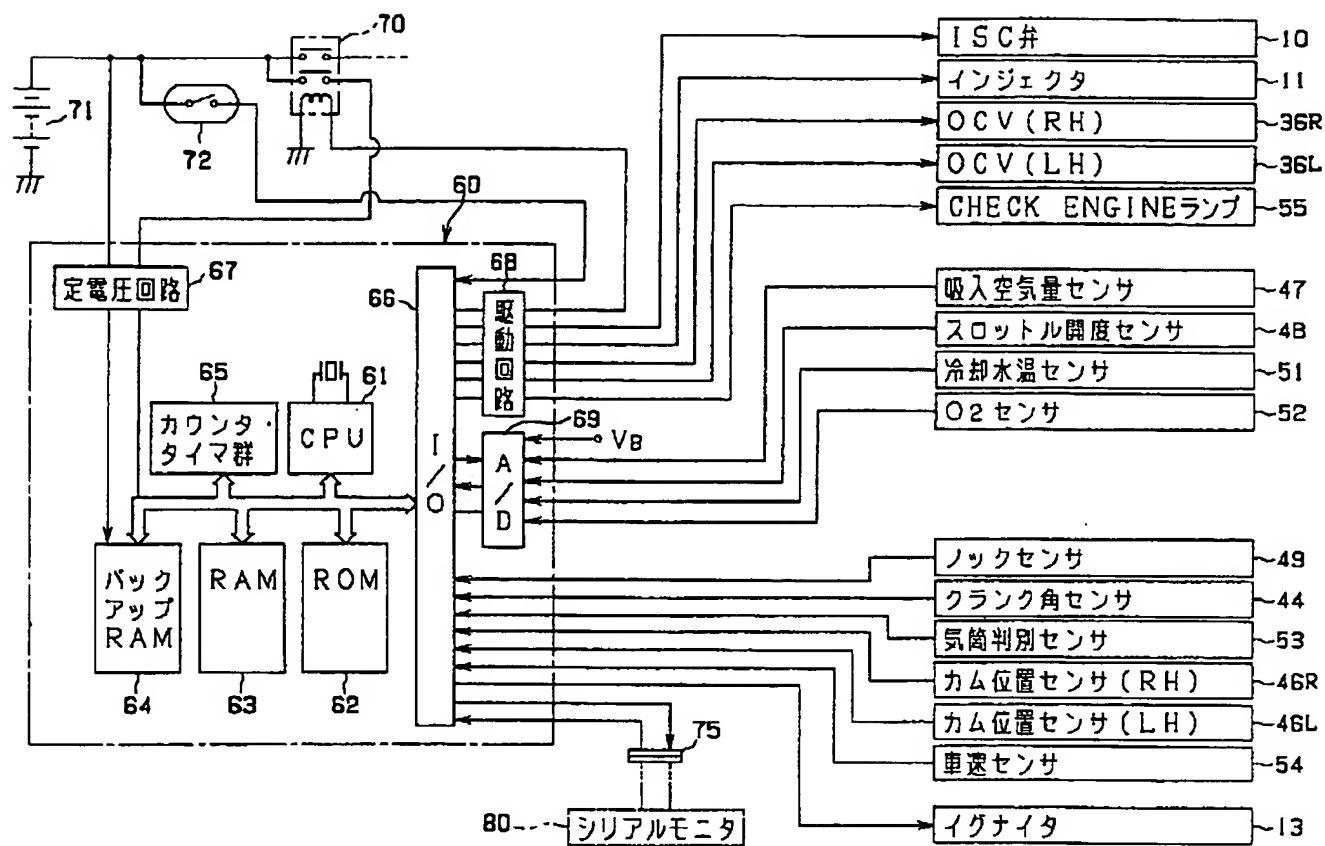 70
ISC弁
10
インジェクタ
11
71
72
OCV(RH)
36R
OCV(LH)
36L
60
CHECK ENGINEランプ
55
67
定電圧回路
66
68
駆動回路
吸入空気量センサ
47
スロットル開度センサ
48
冷却水温センサ
51
O2センサ
52
65
カウンタ・
タイマ群
61
CPU
I/O
69
A/D
VB
バック
アップ
RAM
64
RAM
63
ROM
62
ノックセンサ
49
クランク角センサ
44
気筒判別センサ
53
カム位置センサ(RH)
46R
カム位置センサ(LH)
46L
車速センサ
54
75
80
シリアルモニタ
イグナイタ
13